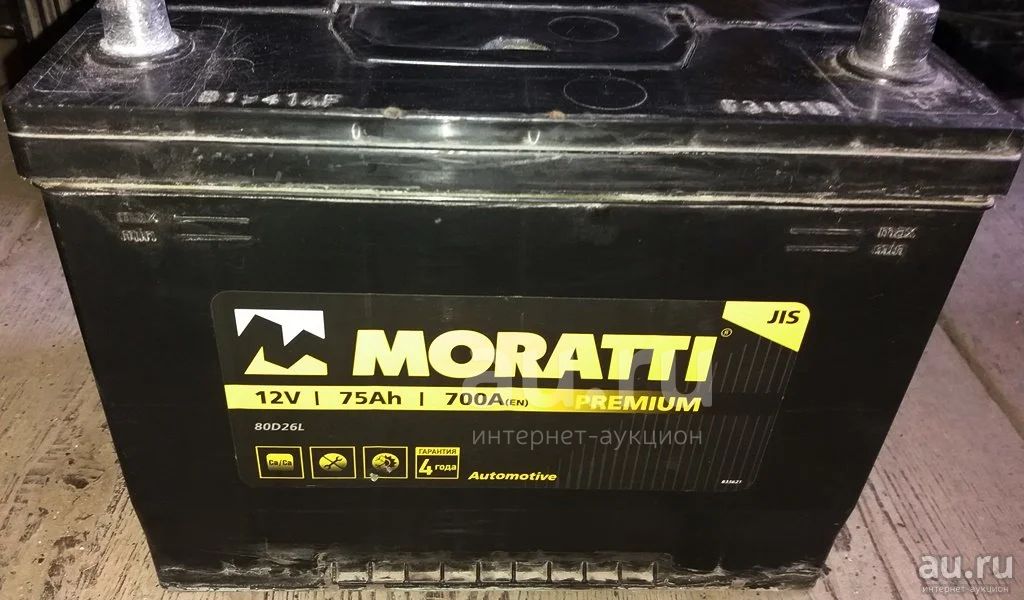 max
min
max
min
JIS
MORATTI®
12V | 75Ah | 700A(EN) PREMIUM
80D26L
Ca/Ca
ГАРАНТИЯ
4 года
Automotive
au.ru
интернет-аукцион
au.ru
интернет-аукцион